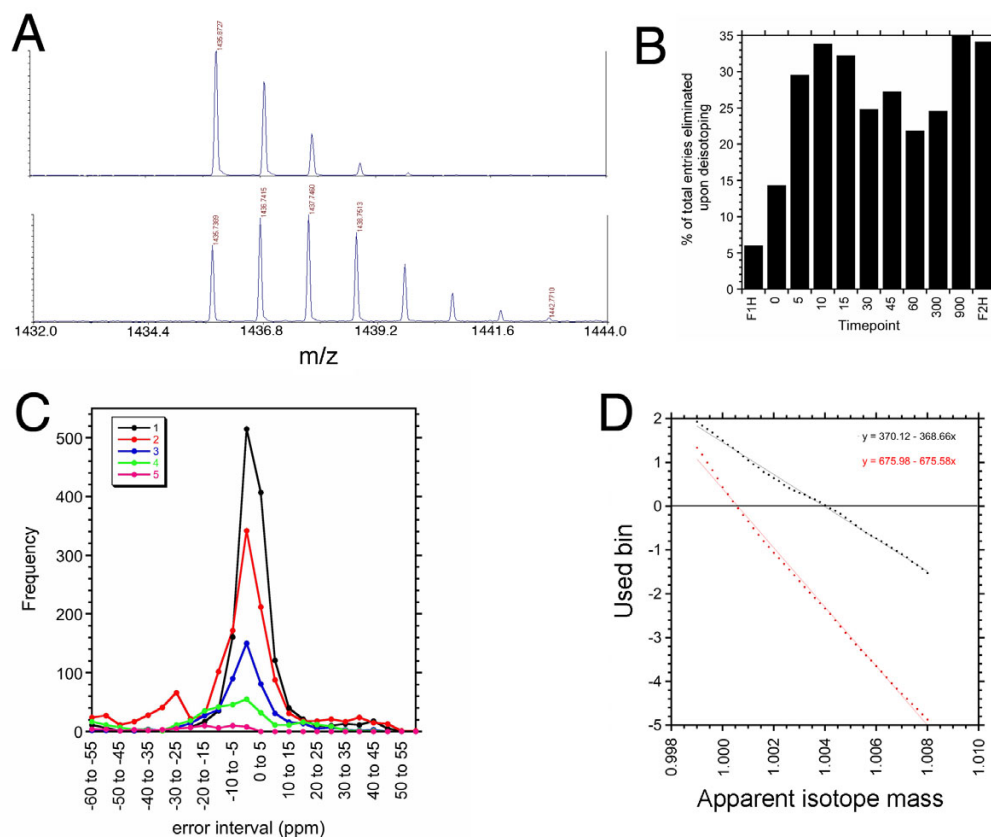 A
1435.8727
1435.7389
1436.7415
1437.7460
1438.7513
1442.7710
1432.0 1434.4 1436.8 1439.2 1441.6 1444.0
m/z
B
% of total entries eliminated
upon deisotoping
35
30
25
20
15
10
5
0
F1H 0 5 10 15 30 45 60 300 900 F2H
Timepoint
C
Frequency
500
400
300
200
100
0
1
2
3
4
5
-60 to -55
-50 to -45
-40 to -35
-30 to -25
-20 to -15
-10 to -5
0 to 5
10 to 15
20 to 25
30 to 35
40 to 45
50 to 55
error interval (ppm)
D
Used bin
2
1
0
-1
-2
-3
-4
-5
y = 370.12 - 368.66x
y = 675.98 - 675.58x
0.998 1.000 1.002 1.004 1.006 1.008 1.010
Apparent isotope mass